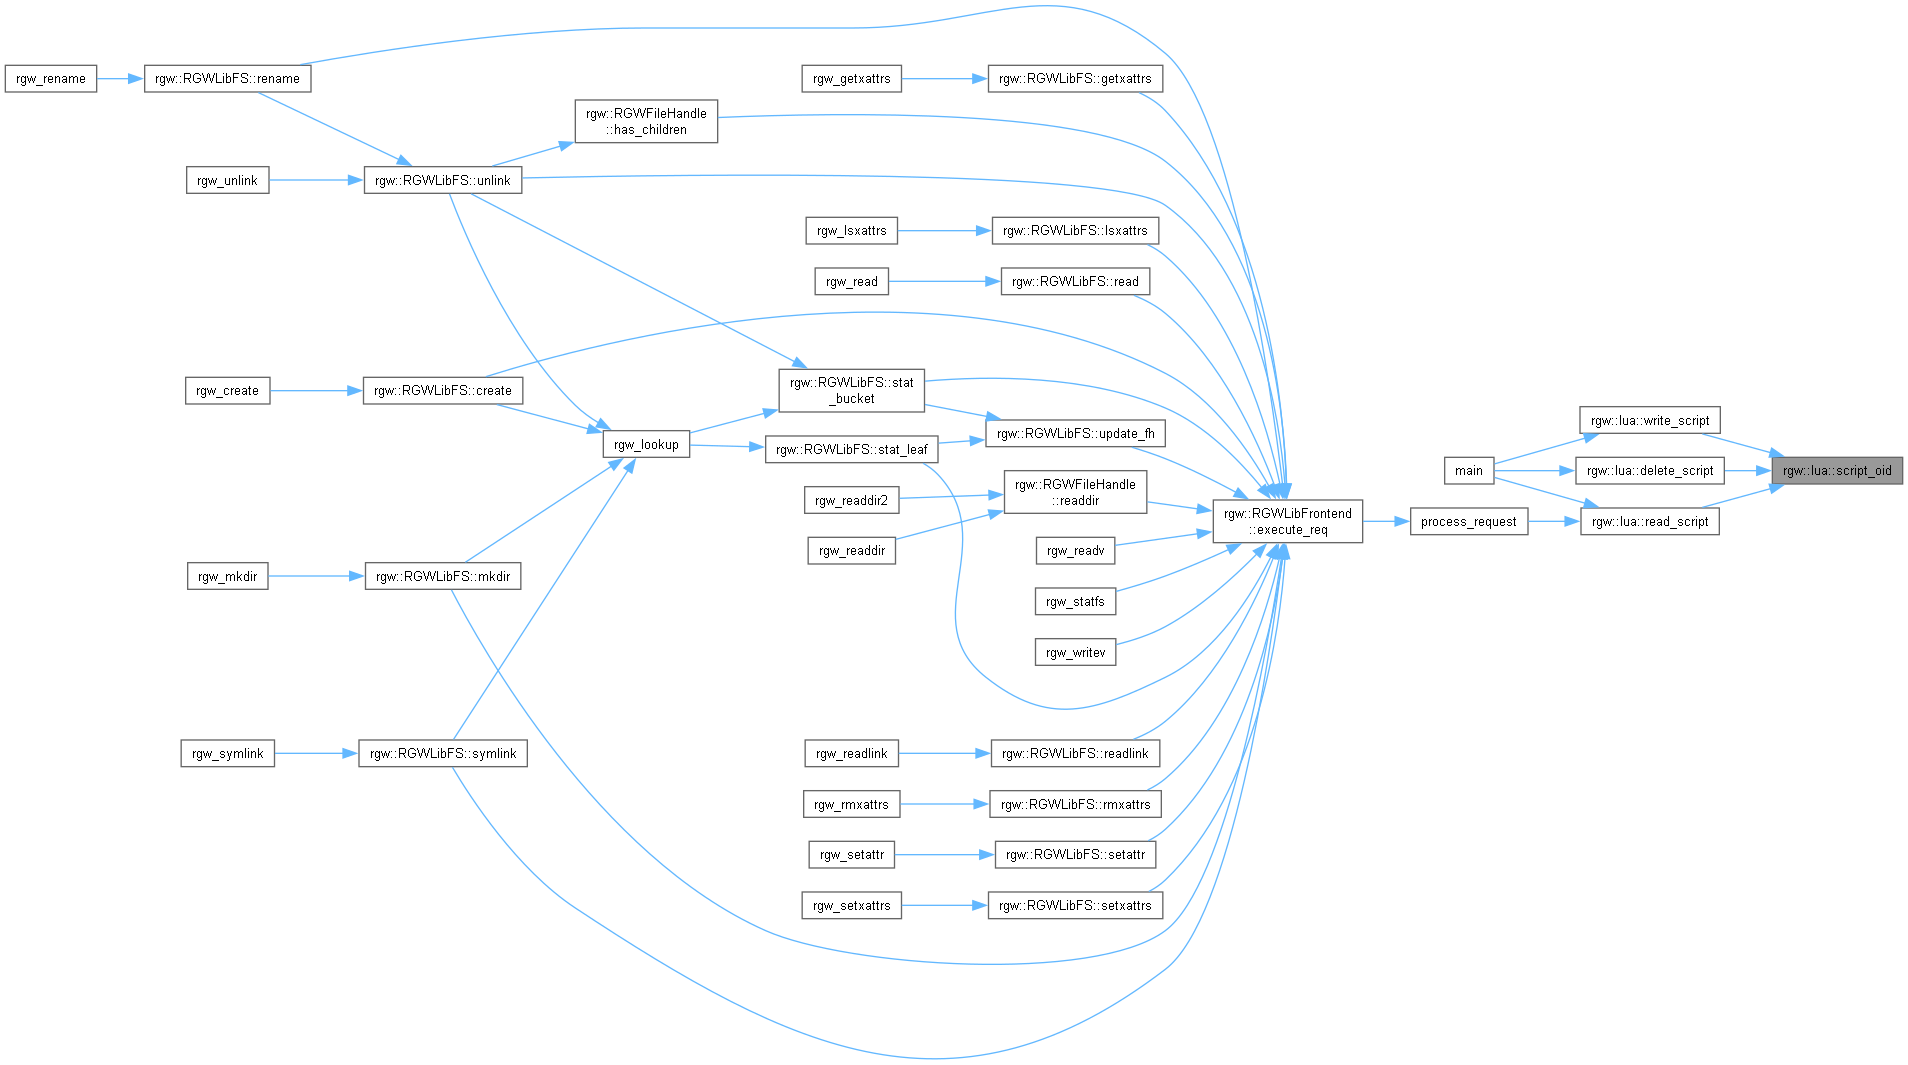 rgw_rename
rgw::RGWLibFS::rename
rgw_getxattrs
rgw::RGWLibFS::getxattrs
rgw::RGWFileHandle
::has_children
rgw_unlink
rgw::RGWLibFS::unlink
rgw_lsxattrs
rgw::RGWLibFS::lsxattrs
rgw_read
rgw::RGWLibFS::read
rgw_create
rgw::RGWLibFS::create
rgw::RGWLibFS::stat
_bucket
rgw_lookup
rgw::RGWLibFS::stat_leaf
rgw::RGWLibFS::update_fh
rgw::lua::write_script
main
rgw::lua::delete_script
rgw::lua::script_oid
rgw_readdir2
rgw::RGWFileHandle
::readdir
rgw::RGWLibFrontend
::execute_req
process_request
rgw::lua::read_script
rgw_readdir
rgw_readv
rgw_mkdir
rgw::RGWLibFS::mkdir
rgw_statfs
rgw_writev
rgw_symlink
rgw::RGWLibFS::symlink
rgw_readlink
rgw::RGWLibFS::readlink
rgw_rmxattrs
rgw::RGWLibFS::rmxattrs
rgw_setattr
rgw::RGWLibFS::setattr
rgw_setxattrs
rgw::RGWLibFS::setxattrs